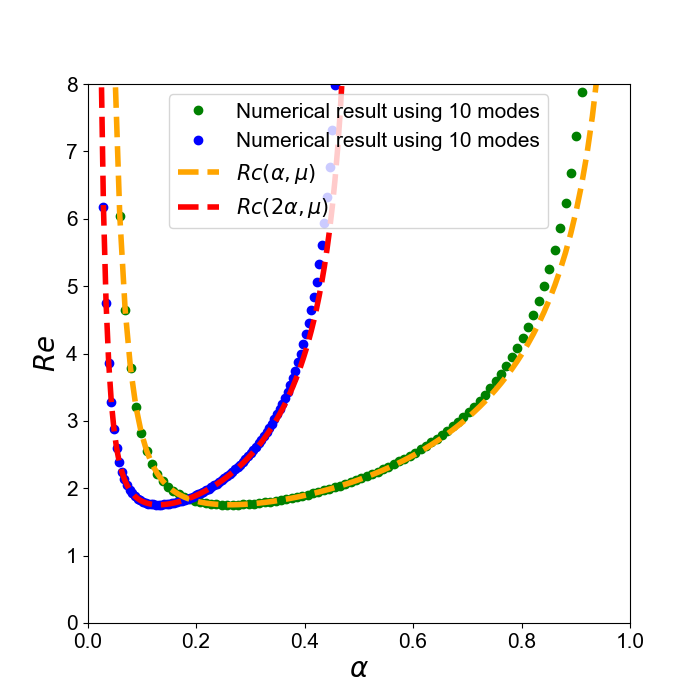 8
7
6
5
4
3
2
1
0
Re
Numerical result using 10 modes
Numerical result using 10 modes
Rc(α, μ)
Rc(2α, μ)
0.0 0.2 0.4 0.6 0.8 1.0
α